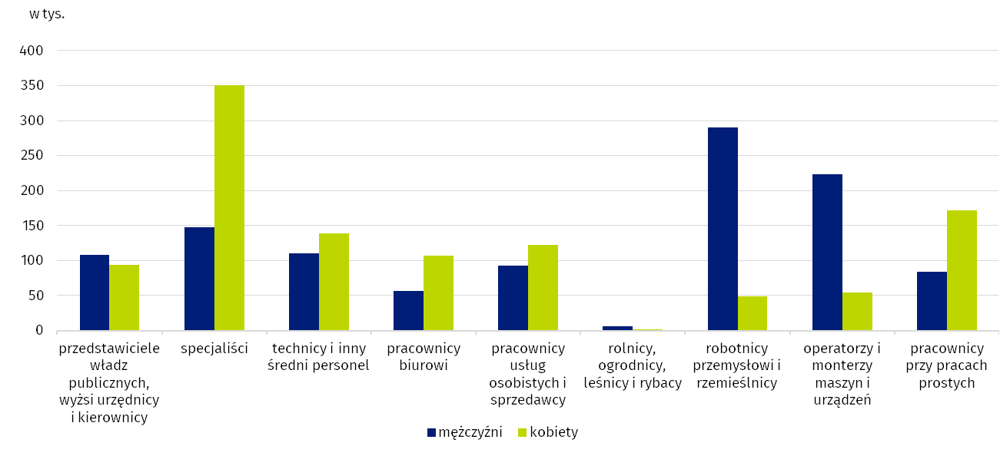 w tys.
400
350
300
250
200
150
100
50
0
przedstawiciele
władz
publicznych,
wyżsi urzędnicy
i kierownicy
specjaliści
technicy i inny
średni personel
pracownicy
biurowi
pracownicy
usług
osobistych i
sprzedawcy
rolnicy,
ogrodnicy,
leśnicy i rybacy
robotnicy
przemysłowi i
rzemieślnicy
operatorzy i
monterzy
maszyn i
urządzeń
pracownicy
przy pracach
prostych
mężczyźni
kobiety